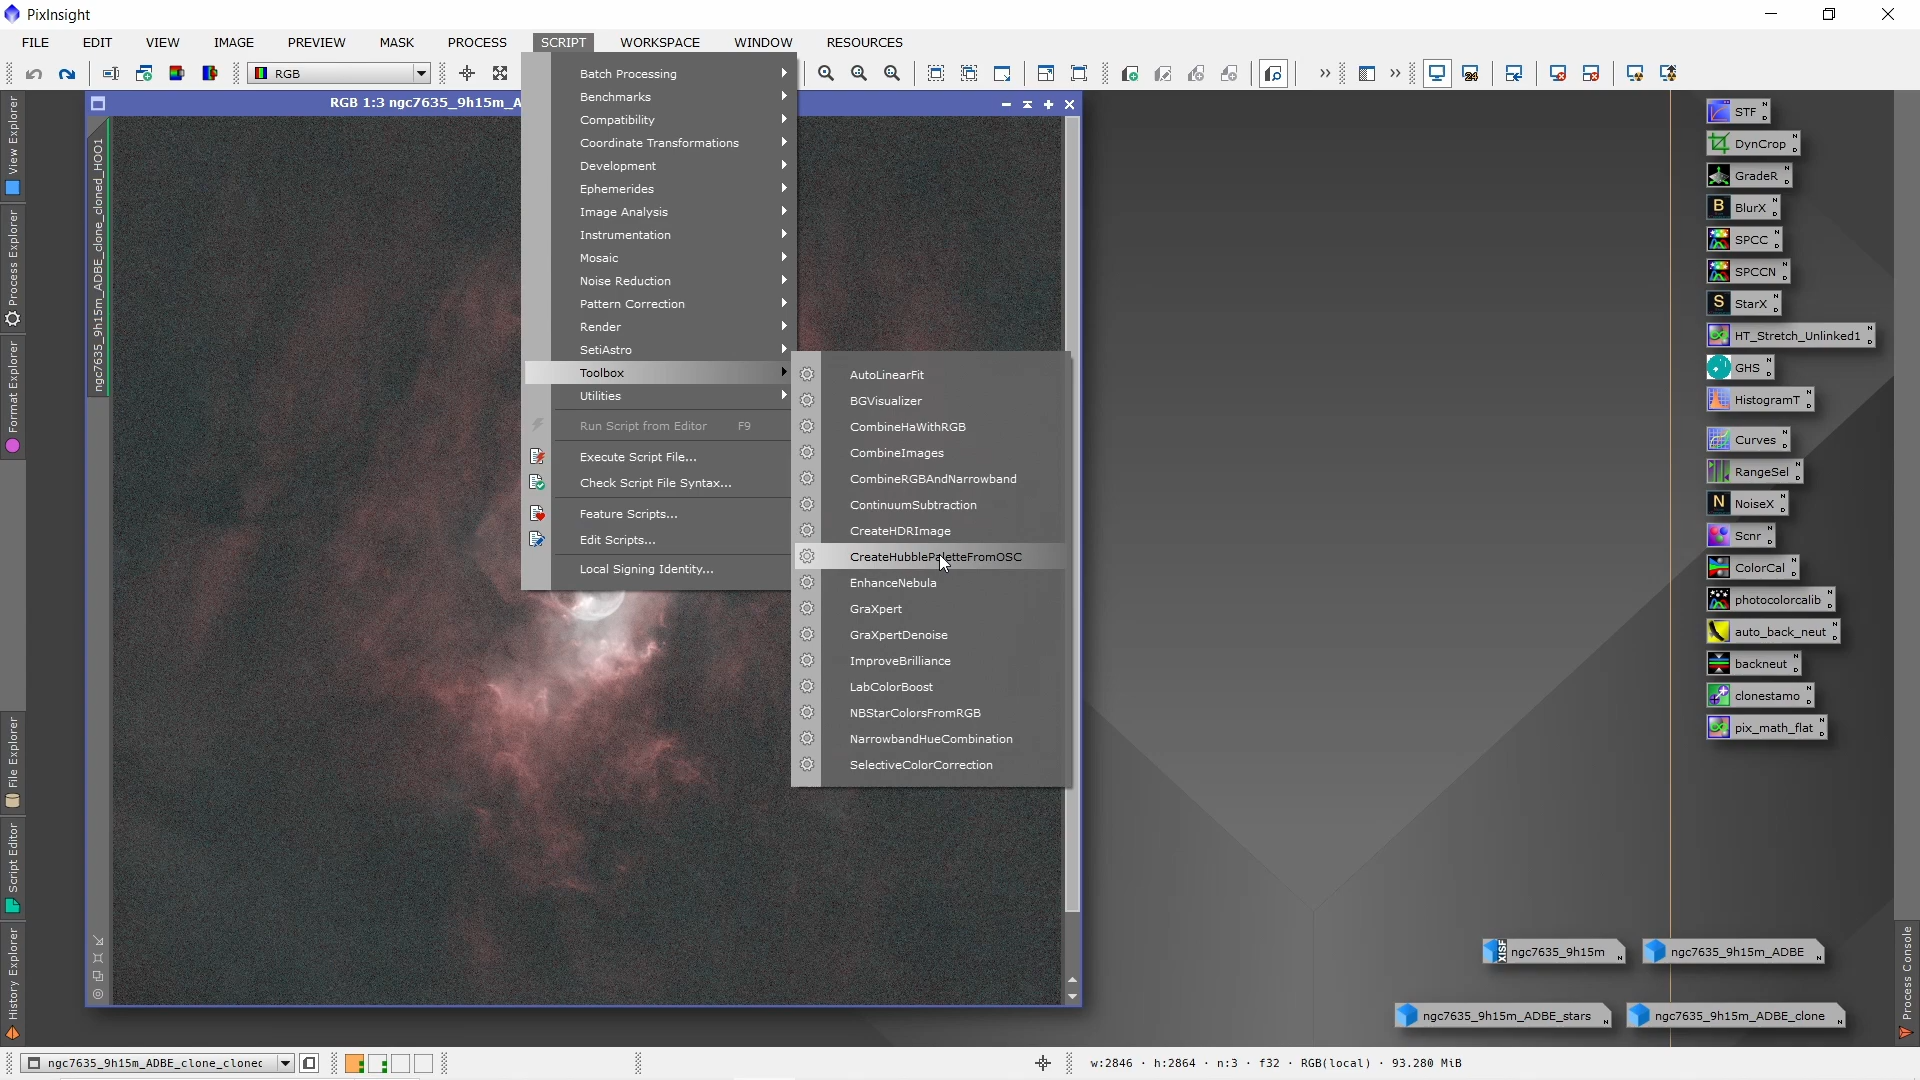 PixInsight
FILE EDIT VIEW IMAGE PREVIEW MASK PROCESS SCRIPT WORKSPACE WINDOW RESOURCES
RGB
RGB 1:3 ngc7635_9h15m_A
ngc7635_9h15m_ADBE_clone_cloned_HOO1
View Explorer
Process Explorer
Format Explorer
File Explorer
Script Editor
History Explorer
Batch Processing
Benchmarks
Compatibility
Coordinate Transformations
Development
Ephemerides
Image Analysis
Instrumentation
Mosaic
Noise Reduction
Pattern Correction
Render
SetiAstro
Toolbox
Utilities
Run Script from Editor F9
Execute Script File...
Check Script File Syntax...
Feature Scripts...
Edit Scripts...
Local Signing Identity...
AutoLinearFit
BGVisualizer
CombineHaWithRGB
CombineImages
CombineRGBAndNarrowband
ContinuumSubtraction
CreateHDRImage
CreateHubblePaletteFromOSC
EnhanceNebula
GraXpert
GraXpertDenoise
ImproveBrilliance
LabColorBoost
NBStarColorsFromRGB
NarrowbandHueCombination
SelectiveColorCorrection
STF
DynCrop
GradeR
BlurX
SPCC
SPCCN
StarX
HT_Stretch_Unlinked1
GHS
HistogramT
Curves
RangeSel
NoiseX
Scnr
ColorCal
photocolorcalib
auto_back_neut
backneut
clonestamo
pix_math_flat
XISF
ngc7635_9h15m
ngc7635_9h15m_ADBE
ngc7635_9h15m_ADBE_stars
ngc7635_9h15m_ADBE_clone
Process Console
ngc7635_9h15m_ADBE_clone_cloned
w:2846 · h:2864 · n:3 · f32 · RGB(local) · 93.280 MiB